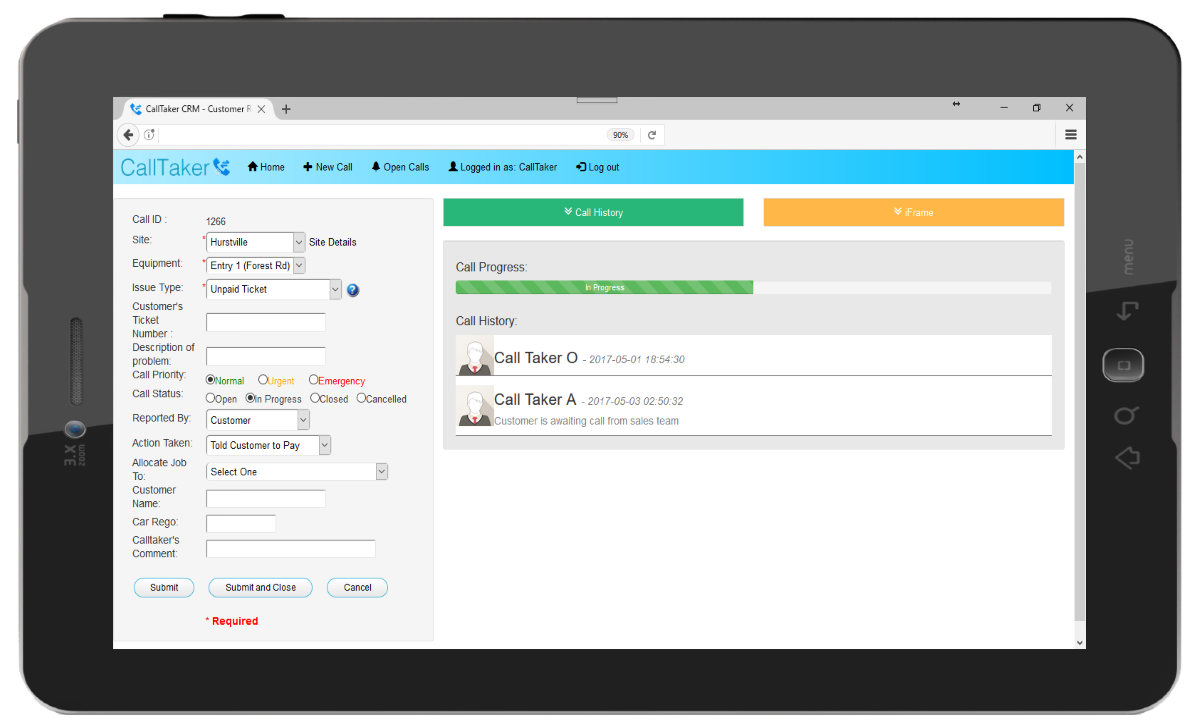 CallTaker CRM - Customer R
90%
CallTaker
Home
New Call
Open Calls
Logged in as: CallTaker
Log out
Call ID :
1266
Site:
* Hurstville
Site Details
Equipment:
* Entry 1 (Forest Rd)
Issue Type:
* Unpaid Ticket
Customer's
Ticket
Number :
Description of
problem:
Call Priority:
Normal Urgent Emergency
Call Status:
Open In Progress Closed Cancelled
Reported By:
Customer
Action Taken:
Told Customer to Pay
Allocate Job
To:
Select One
Customer
Name:
Car Rego:
Calltaker's
Comment:
Submit
Submit and Close
Cancel
* Required
Call History
iFrame
Call Progress:
In Progress
Call History:
Call Taker O - 2017-05-01 18:54:30
Call Taker A - 2017-05-03 02:50:32
Customer is awaiting call from sales team
menu
3.X
zoom